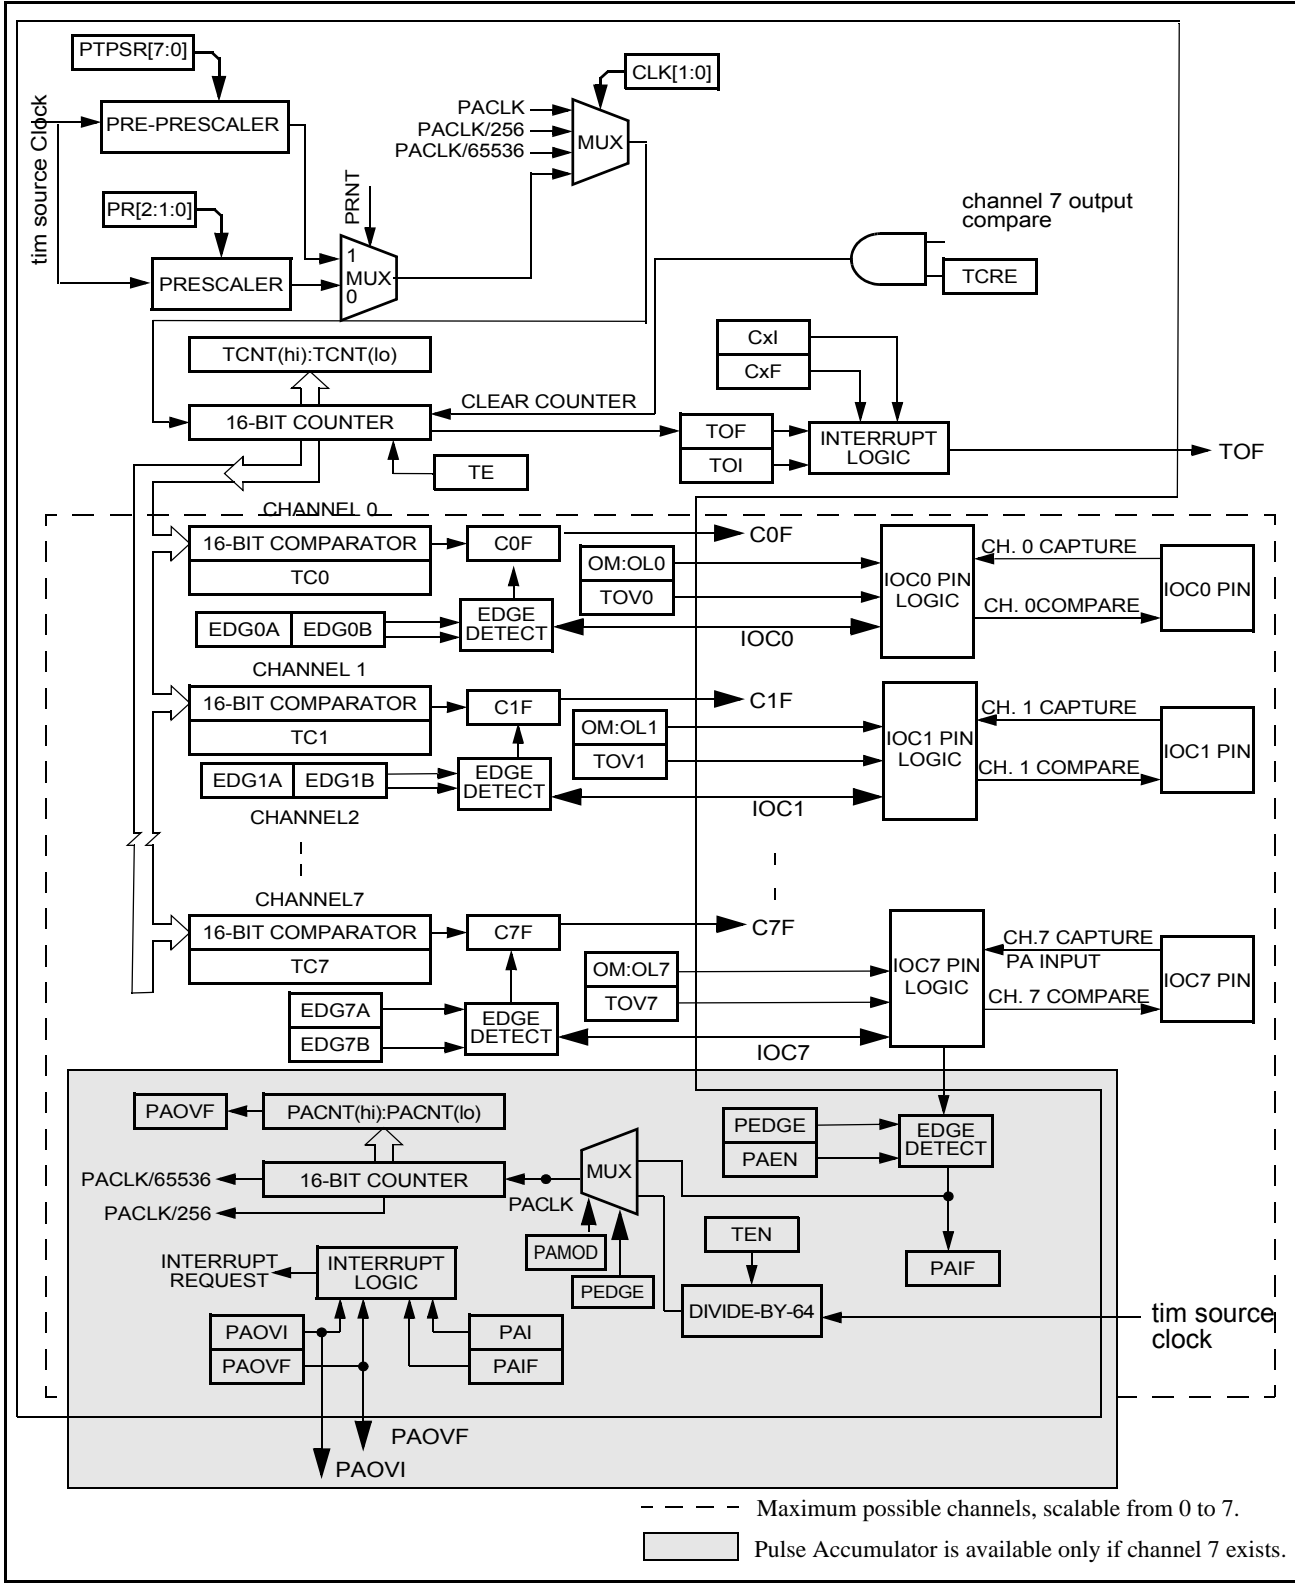 PTPSR[7:0]
CLK[1:0]
tim source Clock
PRE-PRESCALER
PACLK
PACLK/256
PACLK/65536
MUX
PR[2:1:0]
PRNT
channel 7 output
compare
1
MUX
0
PRESCALER
TCRE
TCNT(hi):TCNT(lo)
CxI
CxF
CLEAR COUNTER
16-BIT COUNTER
TOF
TOI
INTERRUPT
LOGIC
TOF
TE
CHANNEL 0
16-BIT COMPARATOR
TC0
C0F
C0F
OM:OL0
TOV0
IOC0 PIN
LOGIC
CH. 0 CAPTURE
CH. 0COMPARE
IOC0 PIN
EDG0A
EDG0B
EDGE
DETECT
IOC0
CHANNEL 1
16-BIT COMPARATOR
TC1
C1F
C1F
OM:OL1
TOV1
IOC1 PIN
LOGIC
CH. 1 CAPTURE
CH. 1 COMPARE
IOC1 PIN
EDG1A
EDG1B
EDGE
DETECT
IOC1
CHANNEL2
CHANNEL7
16-BIT COMPARATOR
TC7
C7F
C7F
OM:OL7
TOV7
IOC7 PIN
LOGIC
CH.7 CAPTURE
PA INPUT
CH. 7 COMPARE
IOC7 PIN
EDG7A
EDG7B
EDGE
DETECT
IOC7
PAOVF
PACNT(hi):PACNT(lo)
PEDGE
PAEN
EDGE
DETECT
PACLK/65536
16-BIT COUNTER
MUX
PACLK
PACLK/256
TEN
PAMOD
PAIF
INTERRUPT
REQUEST
INTERRUPT
LOGIC
PEDGE
DIVIDE-BY-64
tim source
clock
PAOVI
PAOVF
PAI
PAIF
PAOVF
PAOVI
Maximum possible channels, scalable from 0 to 7.
Pulse Accumulator is available only if channel 7 exists.